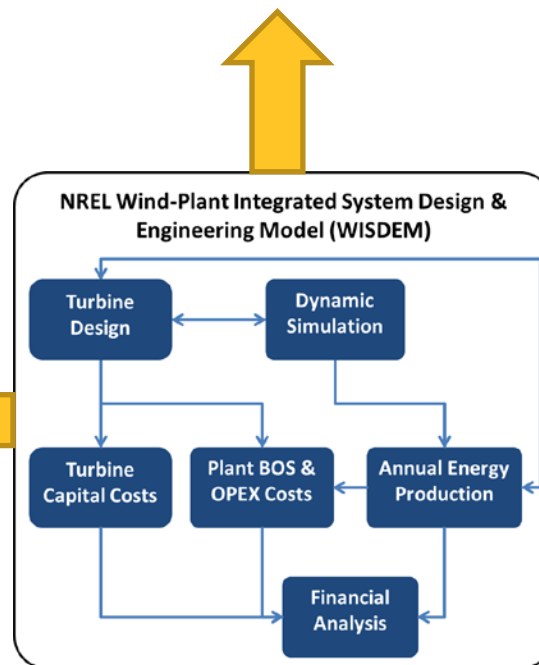 NREL Wind-Plant Integrated System Design &
Engineering Model (WISDEM)
Turbine
Design
Dynamic
Simulation
Turbine
Capital Costs
Plant BOS &
OPEX Costs
Annual Energy
Production
Financial
Analysis